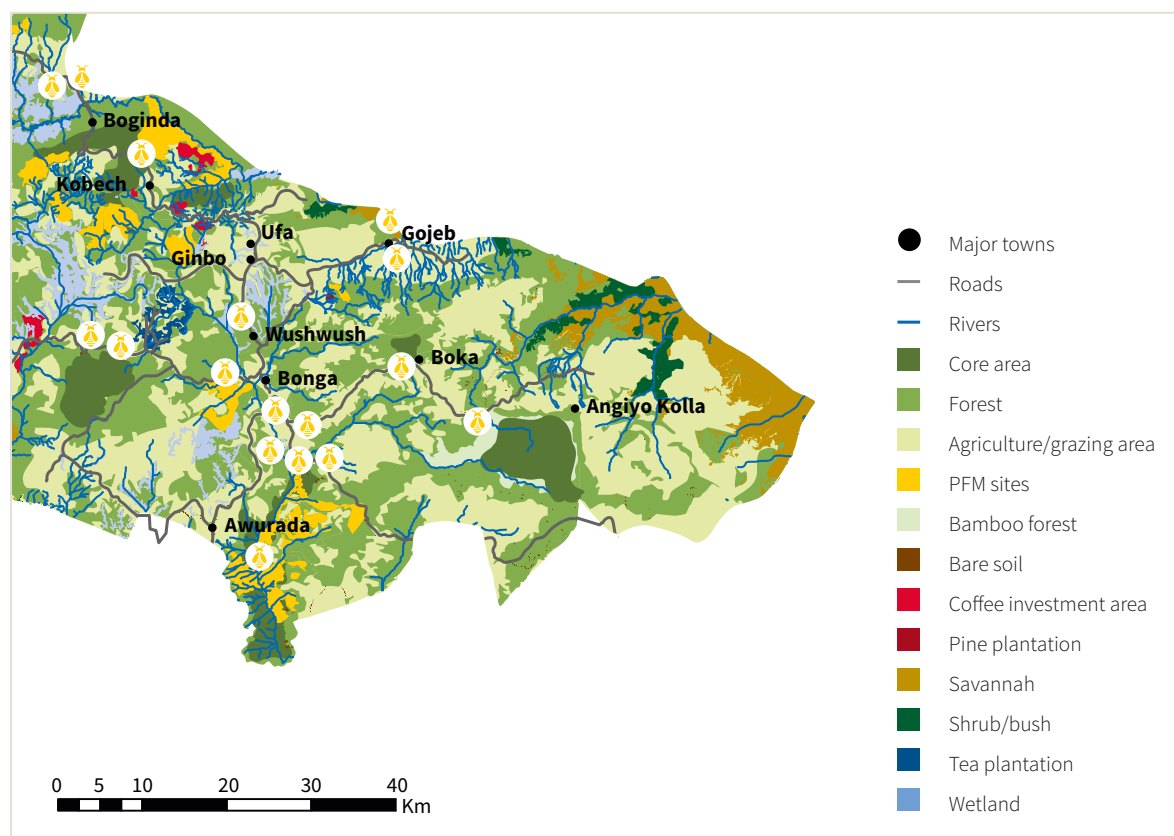 Boginda
Kobech
Ufa
Ginbo
Gojeb
Wushwush
Boka
Bonga
Angiyo Kolla
Awurada
0 5 10 20 30 40
Km
Major towns
Roads
Rivers
Core area
Forest
Agriculture/grazing area
PFM sites
Bamboo forest
Bare soil
Coffee investment area
Pine plantation
Savannah
Shrub/bush
Tea plantation
Wetland